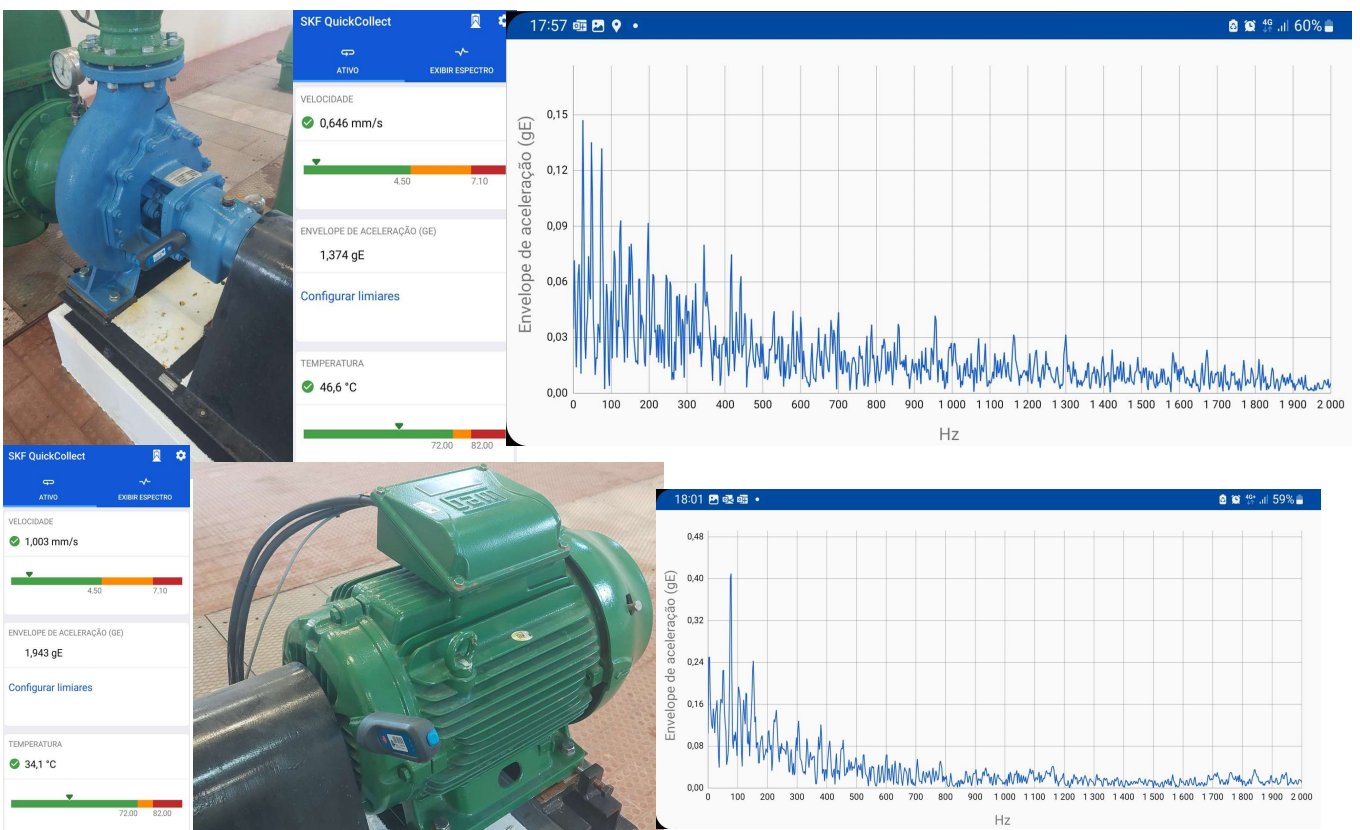 SKF QuickCollect
ATIVO
EXIBIR ESPECTRO
VELOCIDADE
0,646 mm/s
4.50
7.10
ENVELOPE DE ACELERAÇÃO (GE)
1,374 gE
Configurar limiares
TEMPERATURA
46,6 °C
72.00
82.00
17:57
4G
60%
Envelope de aceleração (gE)
0,15
0,12
0,09
0,06
0,03
0,00
0 100 200 300 400 500 600 700 800 900 1 000 1 100 1 200 1 300 1 400 1 500 1 600 1 700 1 800 1 900 2 000
Hz
SKF QuickCollect
ATIVO
EXIBIR ESPECTRO
VELOCIDADE
1,003 mm/s
4.50
7.10
ENVELOPE DE ACELERAÇÃO (GE)
1,943 gE
Configurar limiares
TEMPERATURA
34,1 °C
72.00
82.00
WEG
18:01
4G+
59%
Envelope de aceleração (gE)
0,48
0,40
0,32
0,24
0,16
0,08
0,00
0 100 200 300 400 500 600 700 800 900 1 000 1 100 1 200 1 300 1 400 1 500 1 600 1 700 1 800 1 900 2 000
Hz